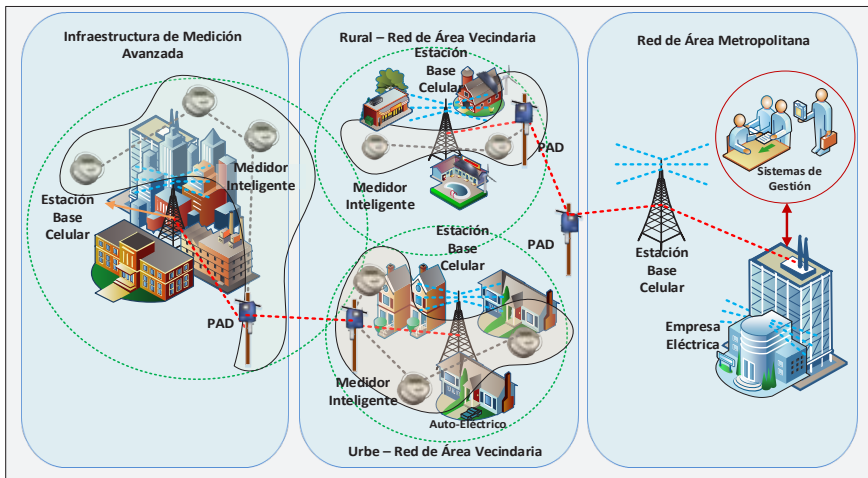 Infraestructura de Medición
Avanzada
Medidor
Inteligente
Estación
Base
Celular
PAD
Rural – Red de Área Vecindaria
Estación
Base
Celular
PAD
Medidor
Inteligente
PAD
Estación
Base
Celular
Medidor
Inteligente
Auto-Eléctrico
Urbe – Red de Área Vecindaria
Red de Área Metropolitana
Sistemas de
Gestión
Estación
Base
Celular
Empresa
Eléctrica